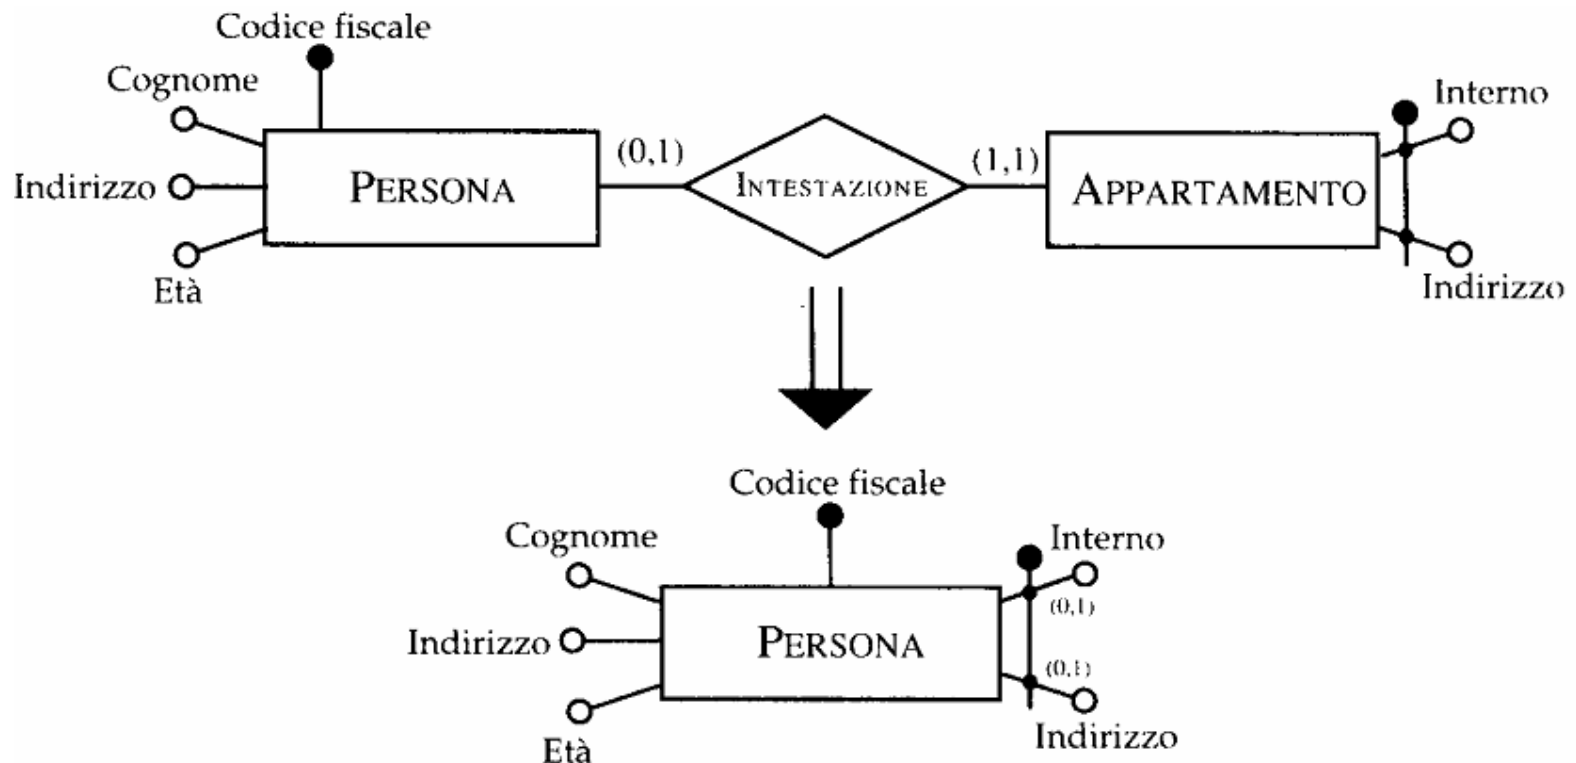 Codice fiscale
Cognome
Indirizzo
Età
PERSONA
(0,1)
INTESTAZIONE
(1,1)
APPARTAMENTO
Interno
Indirizzo
Codice fiscale
Cognome
Indirizzo
Età
PERSONA
Interno
(0,1)
(0,1)
Indirizzo